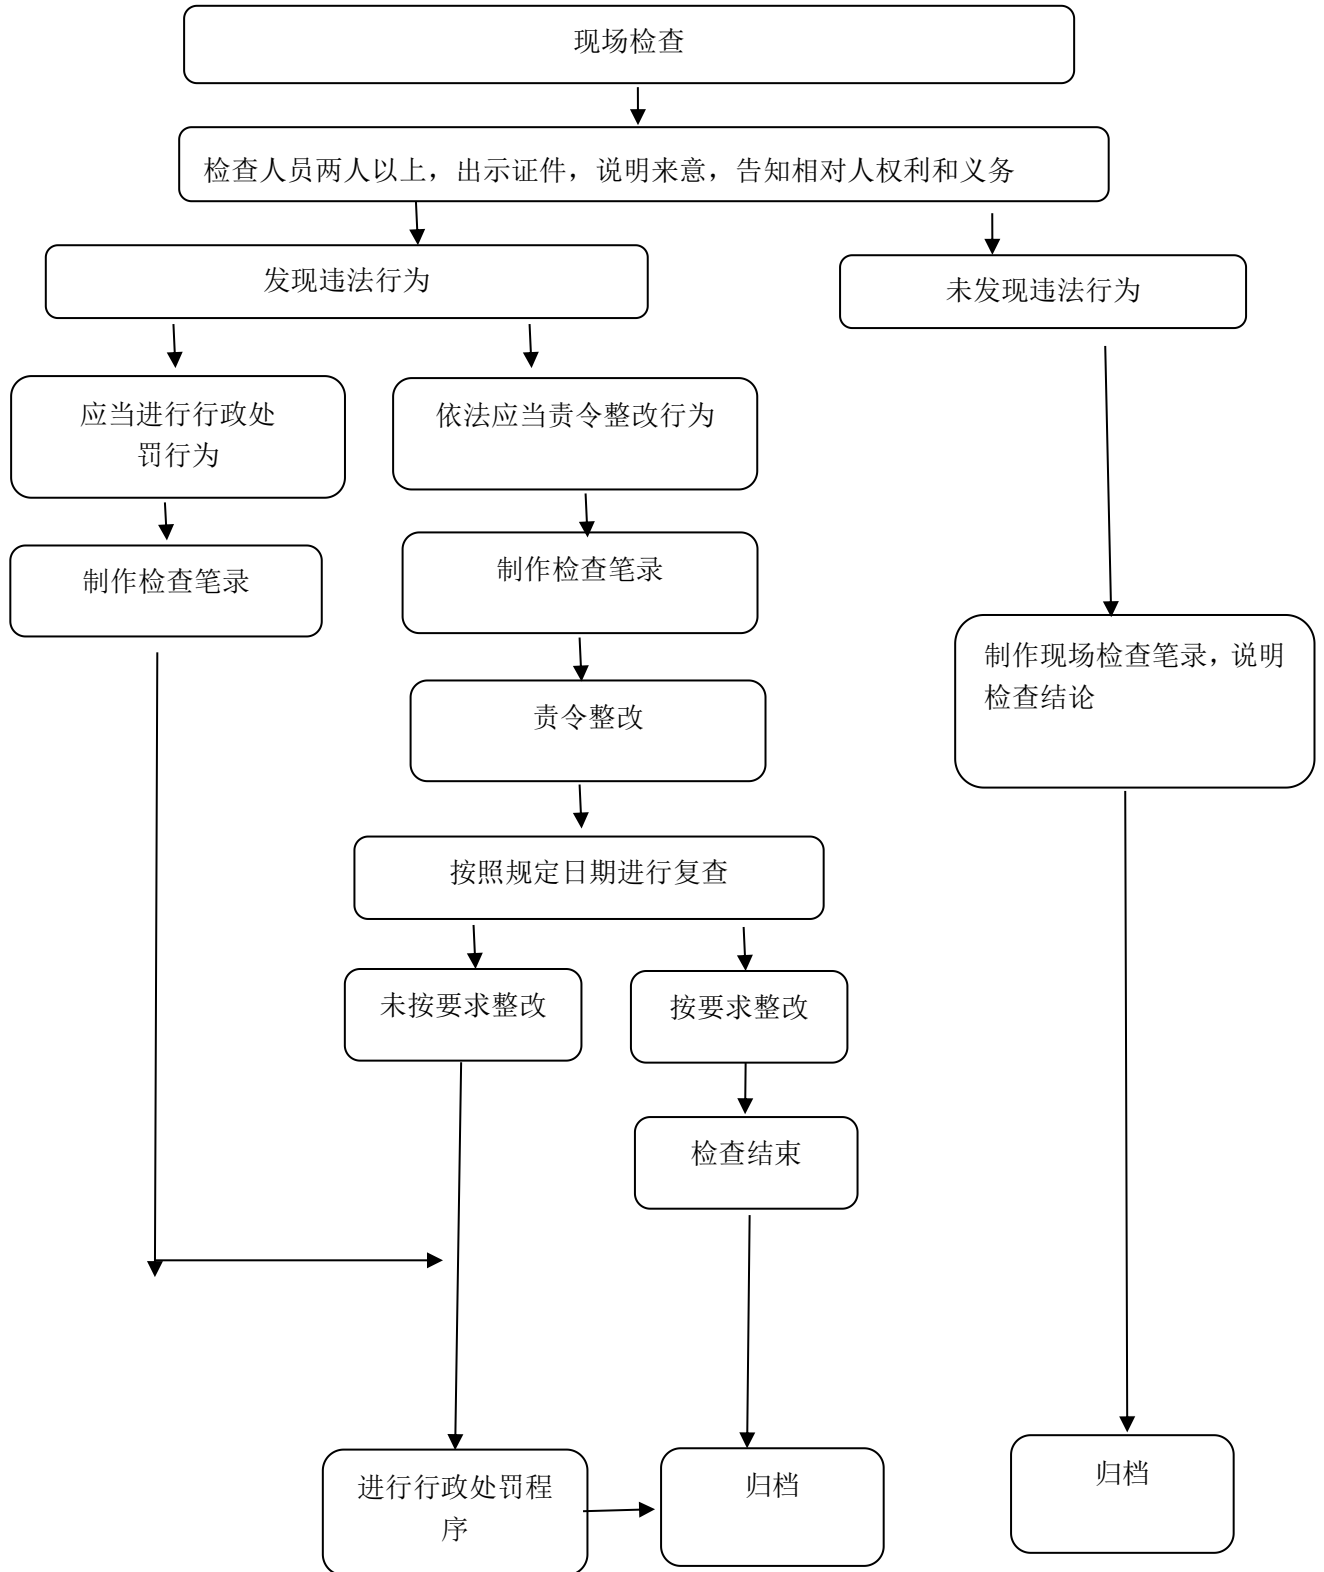 现场检查
检查人员两人以上，出示证件，说明来意，告知相对人权利和义务
发现违法行为
未发现违法行为
应当进行行政处
罚行为
依法应当责令整改行为
制作检查笔录
制作检查笔录
制作现场检查笔录，说明
检查结论
责令整改
按照规定日期进行复查
未按要求整改
按要求整改
检查结束
进行行政处罚程
序
归档
归档